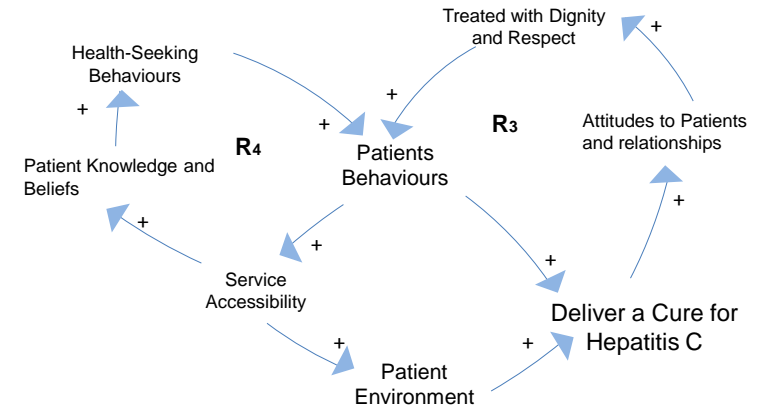 Treated with Dignity
and Respect
+
Health-Seeking
Behaviours
+
+
+
R4
R3
Attitudes to Patients
and relationships
Patients
Behaviours
Patient Knowledge and
Beliefs
+
+
+
+
Service
Accessibility
Deliver a Cure for
Hepatitis C
+
+
Patient
Environment